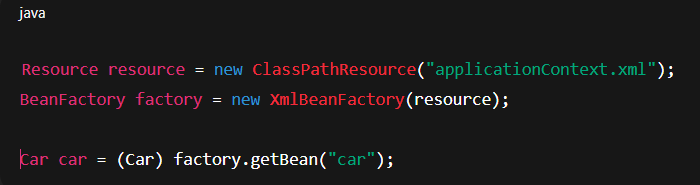 java
Resource resource = new ClassPathResource("applicationContext.xml");
BeanFactory factory = new XmlBeanFactory(resource);
Car car = (Car) factory.getBean("car");